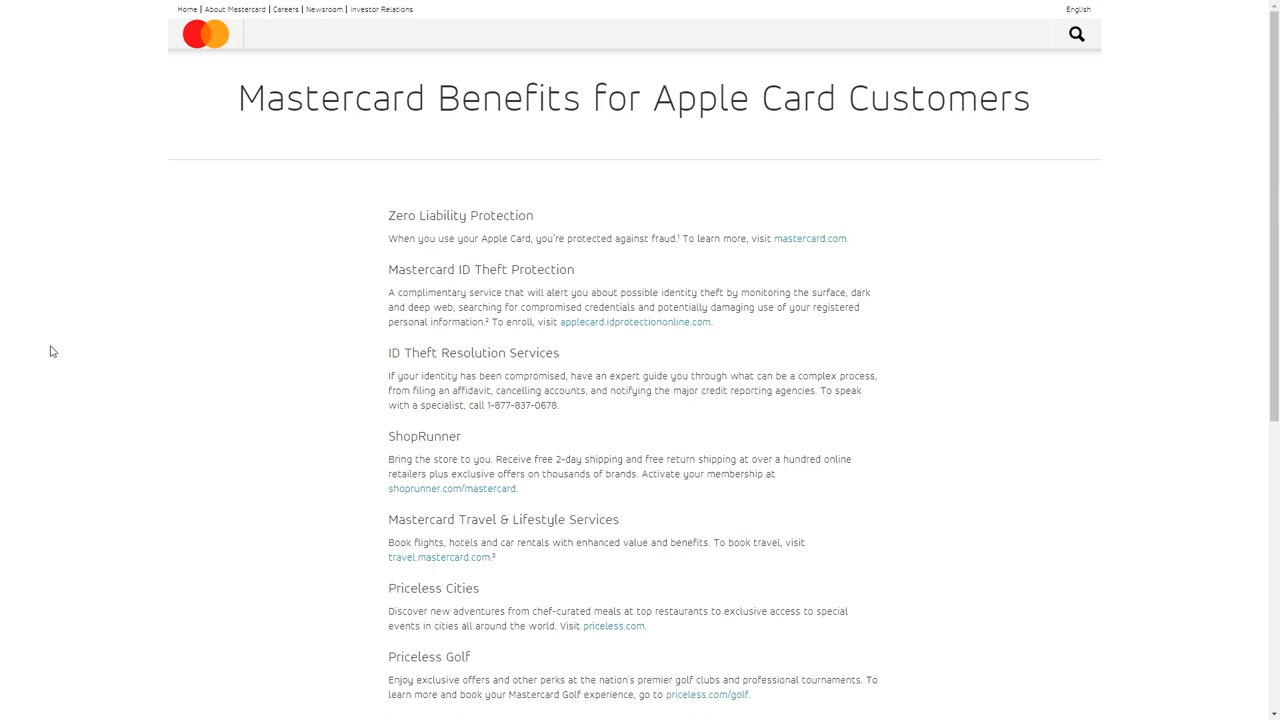 Home | About Mastercard | Careers | Newsroom | Investor Relations
English
Mastercard Benefits for Apple Card Customers
Zero Liability Protection
When you use your Apple Card, you're protected against fraud.¹ To learn more, visit mastercard.com.
Mastercard ID Theft Protection
A complimentary service that will alert you about possible identity theft by monitoring the surface, dark
and deep web, searching for compromised credentials and potentially damaging use of your registered
personal information.² To enroll, visit applecard.idprotectiononline.com.
ID Theft Resolution Services
If your identity has been compromised, have an expert guide you through what can be a complex process,
from filing an affidavit, cancelling accounts, and notifying the major credit reporting agencies. To speak
with a specialist, call 1-877-837-0678.
ShopRunner
Bring the store to you. Receive free 2-day shipping and free return shipping at over a hundred online
retailers plus exclusive offers on thousands of brands. Activate your membership at
shoprunner.com/mastercard.
Mastercard Travel & Lifestyle Services
Book flights, hotels and car rentals with enhanced value and benefits. To book travel, visit
travel.mastercard.com.³
Priceless Cities
Discover new adventures from chef-curated meals at top restaurants to exclusive access to special
events in cities all around the world. Visit priceless.com.
Priceless Golf
Enjoy exclusive offers and other perks at the nation's premier golf clubs and professional tournaments. To
learn more and book your Mastercard Golf experience, go to priceless.com/golf.